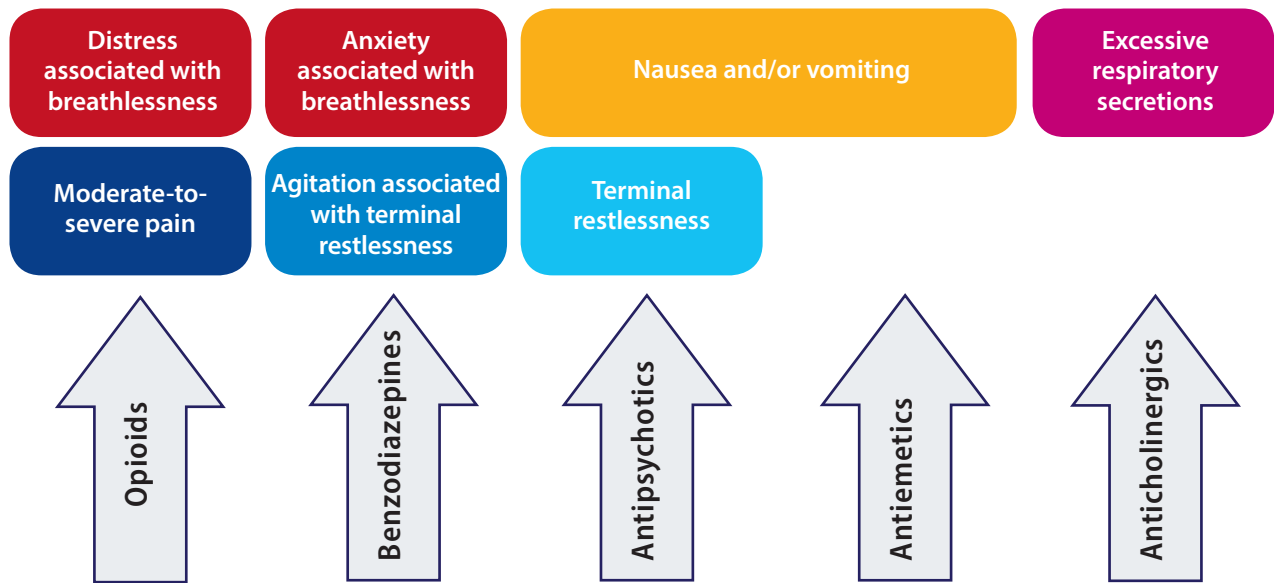 Distress
associated with
breathlessness
Anxiety
associated with
breathlessness
Nausea and/or vomiting
Excessive
respiratory
secretions
Moderate-to-
severe pain
Agitation associated
with terminal
restlessness
Terminal
restlessness
Opioids
Benzodiazepines
Antipsychotics
Antiemetics
Anticholinergics